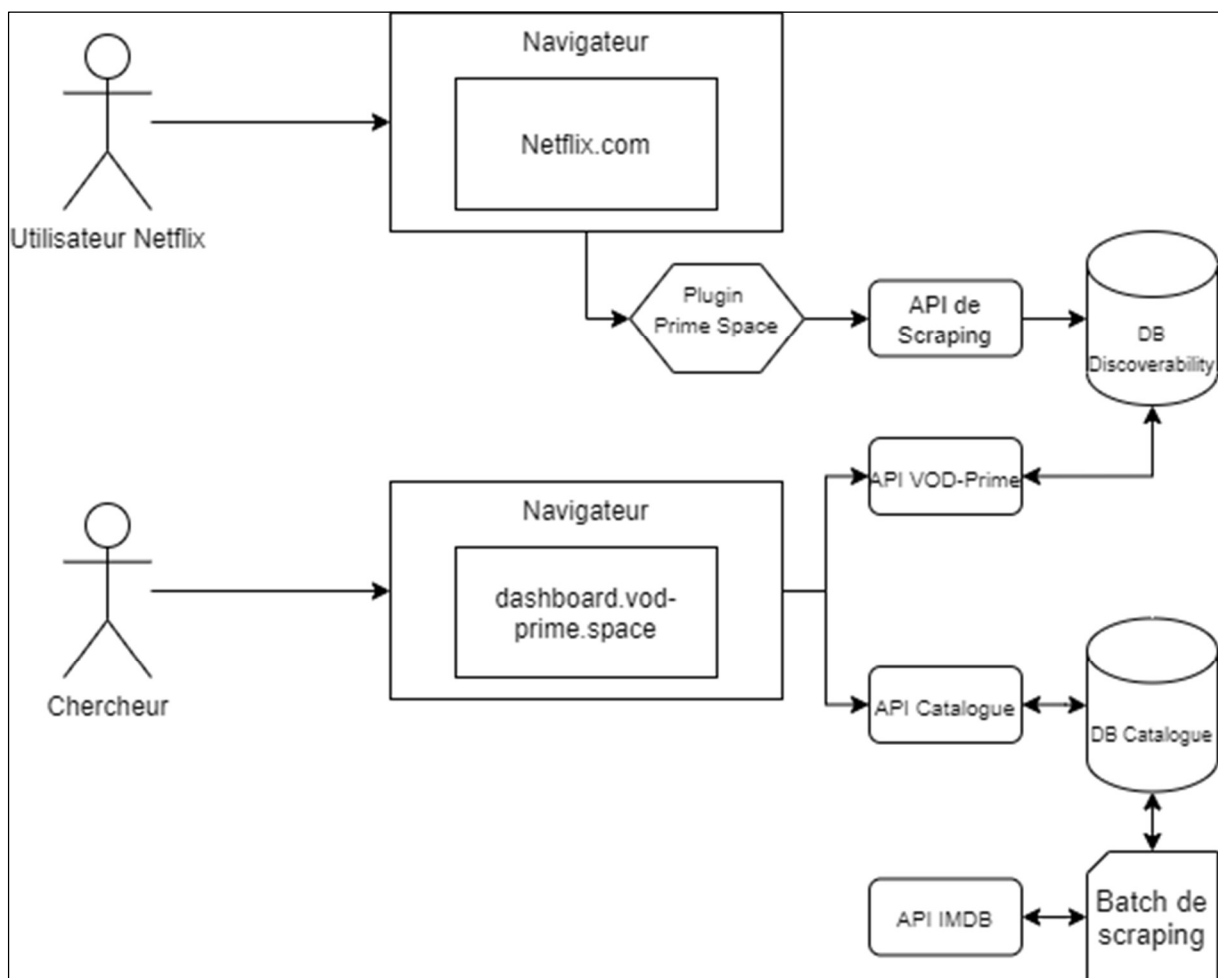 Navigateur
Netflix.com
Utilisateur Netflix
Plugin
Prime Space
API de
Scraping
DB
Discoverability
API VOD-Prime
Navigateur
dashboard.vod-
prime.space
Chercheur
API Catalogue
DB Catalogue
API IMDB
Batch de
scraping